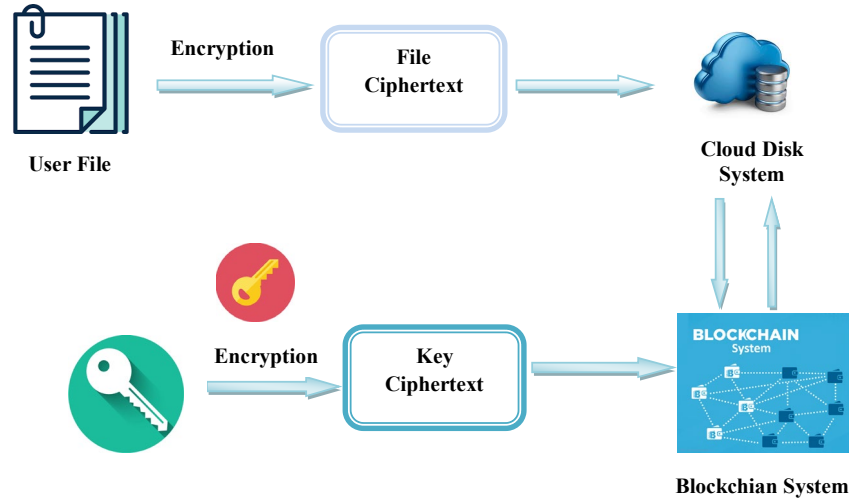 Encryption
File
Ciphertext
User File
Cloud Disk
System
Encryption
Key
Ciphertext
BLOCKCHAIN
System
B
B
B
B
Blockchian System